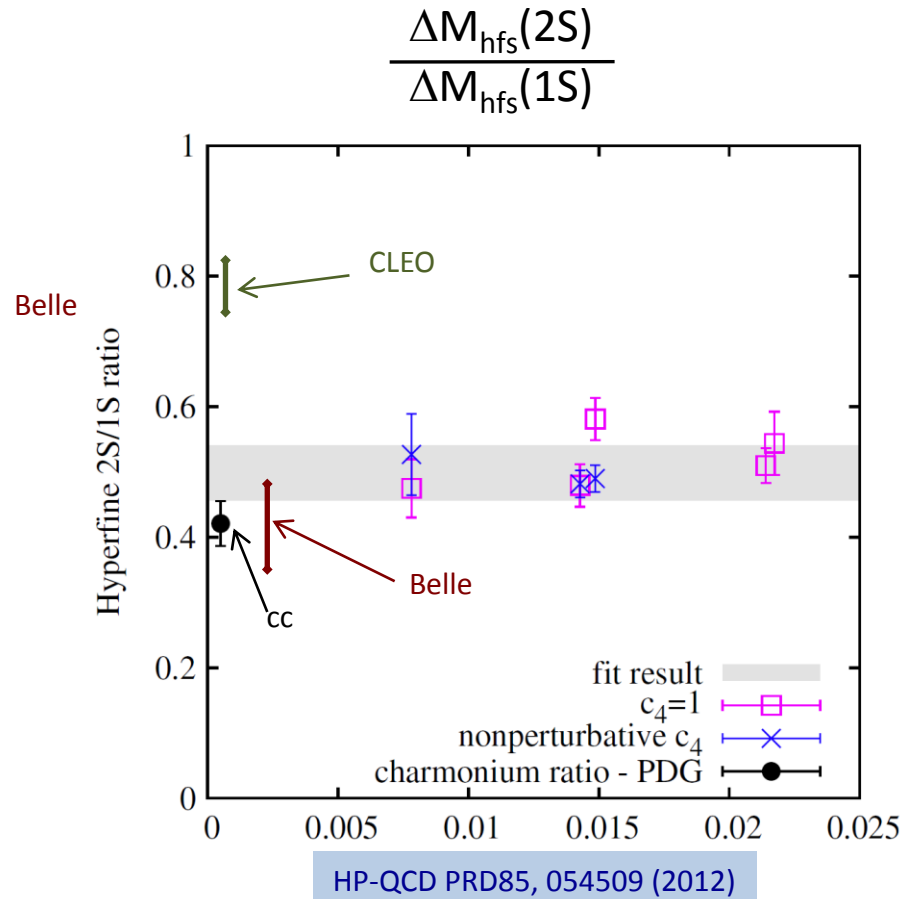 ΔM_hfs(2S)
ΔM_hfs(1S)
1
0.8
0.6
0.4
0.2
0
CLEO
Belle
Hyperfine 2S/1S ratio
Belle
cc
fit result
c₄=1
nonperturbative c₄
charmonium ratio - PDG
0 0.005 0.01 0.015 0.02 0.025
HP-QCD PRD85, 054509 (2012)